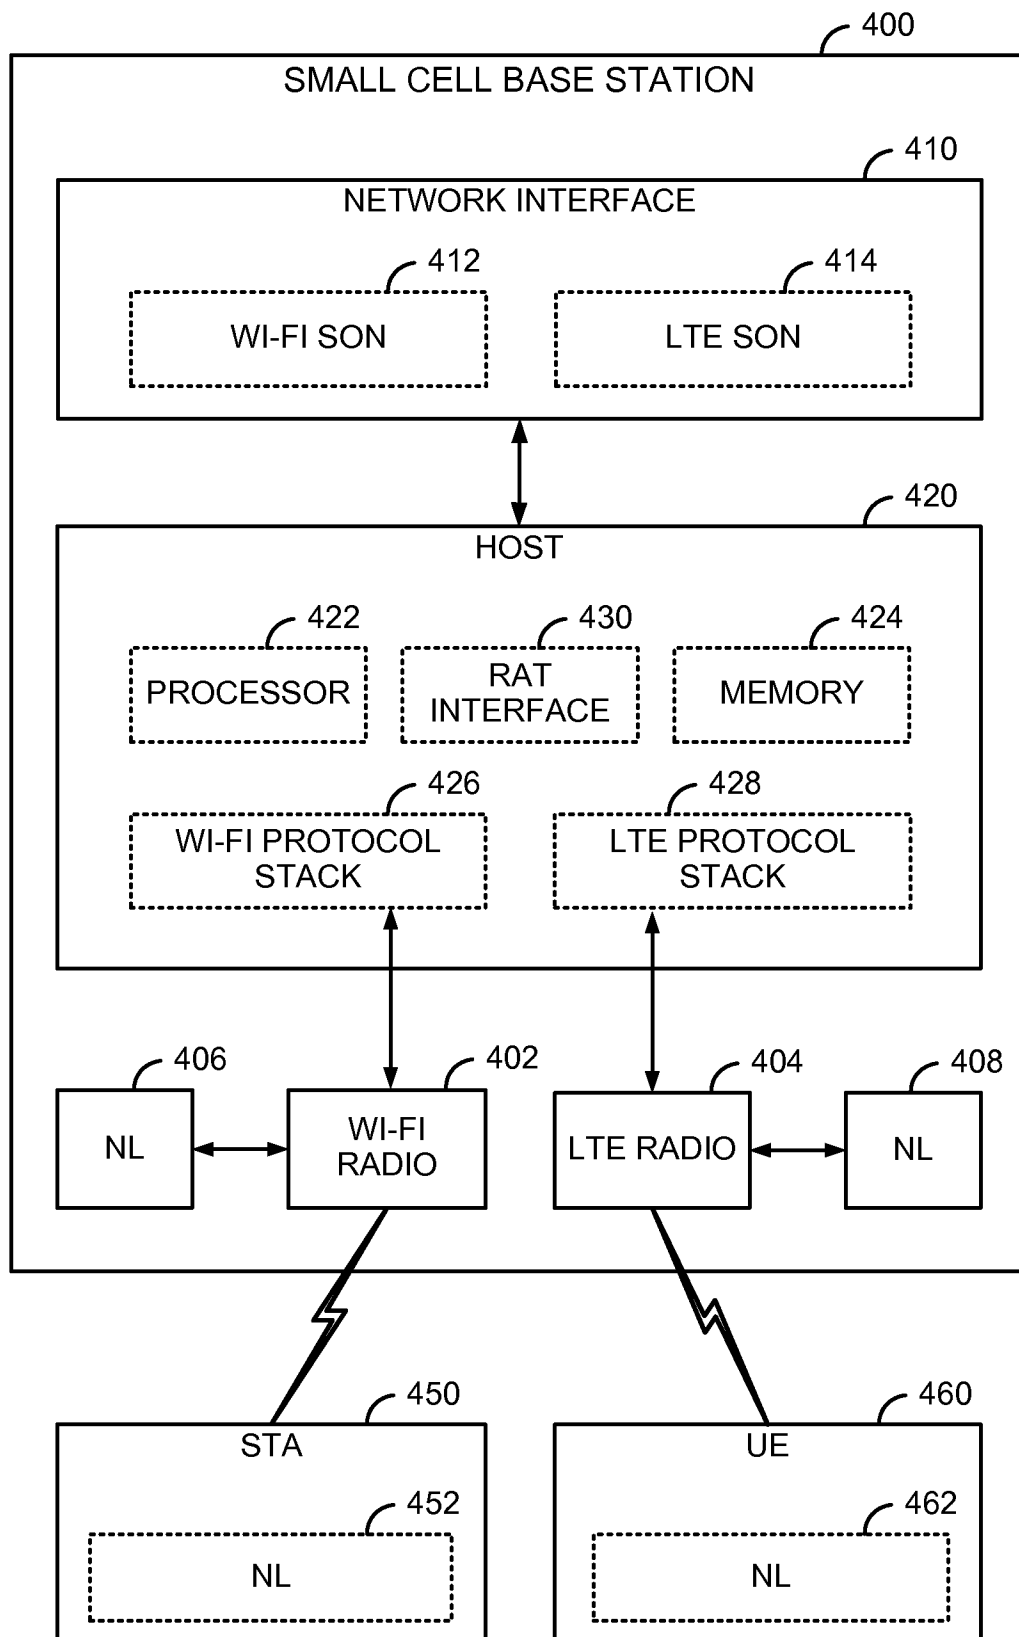 400
SMALL CELL BASE STATION
410
NETWORK INTERFACE
412
414
WI-FI SON
LTE SON
420
HOST
422
430
424
PROCESSOR
RAT
INTERFACE
MEMORY
426
428
WI-FI PROTOCOL
STACK
LTE PROTOCOL
STACK
406
402
404
408
NL
WI-FI
RADIO
LTE RADIO
NL
450
460
STA
UE
452
462
NL
NL